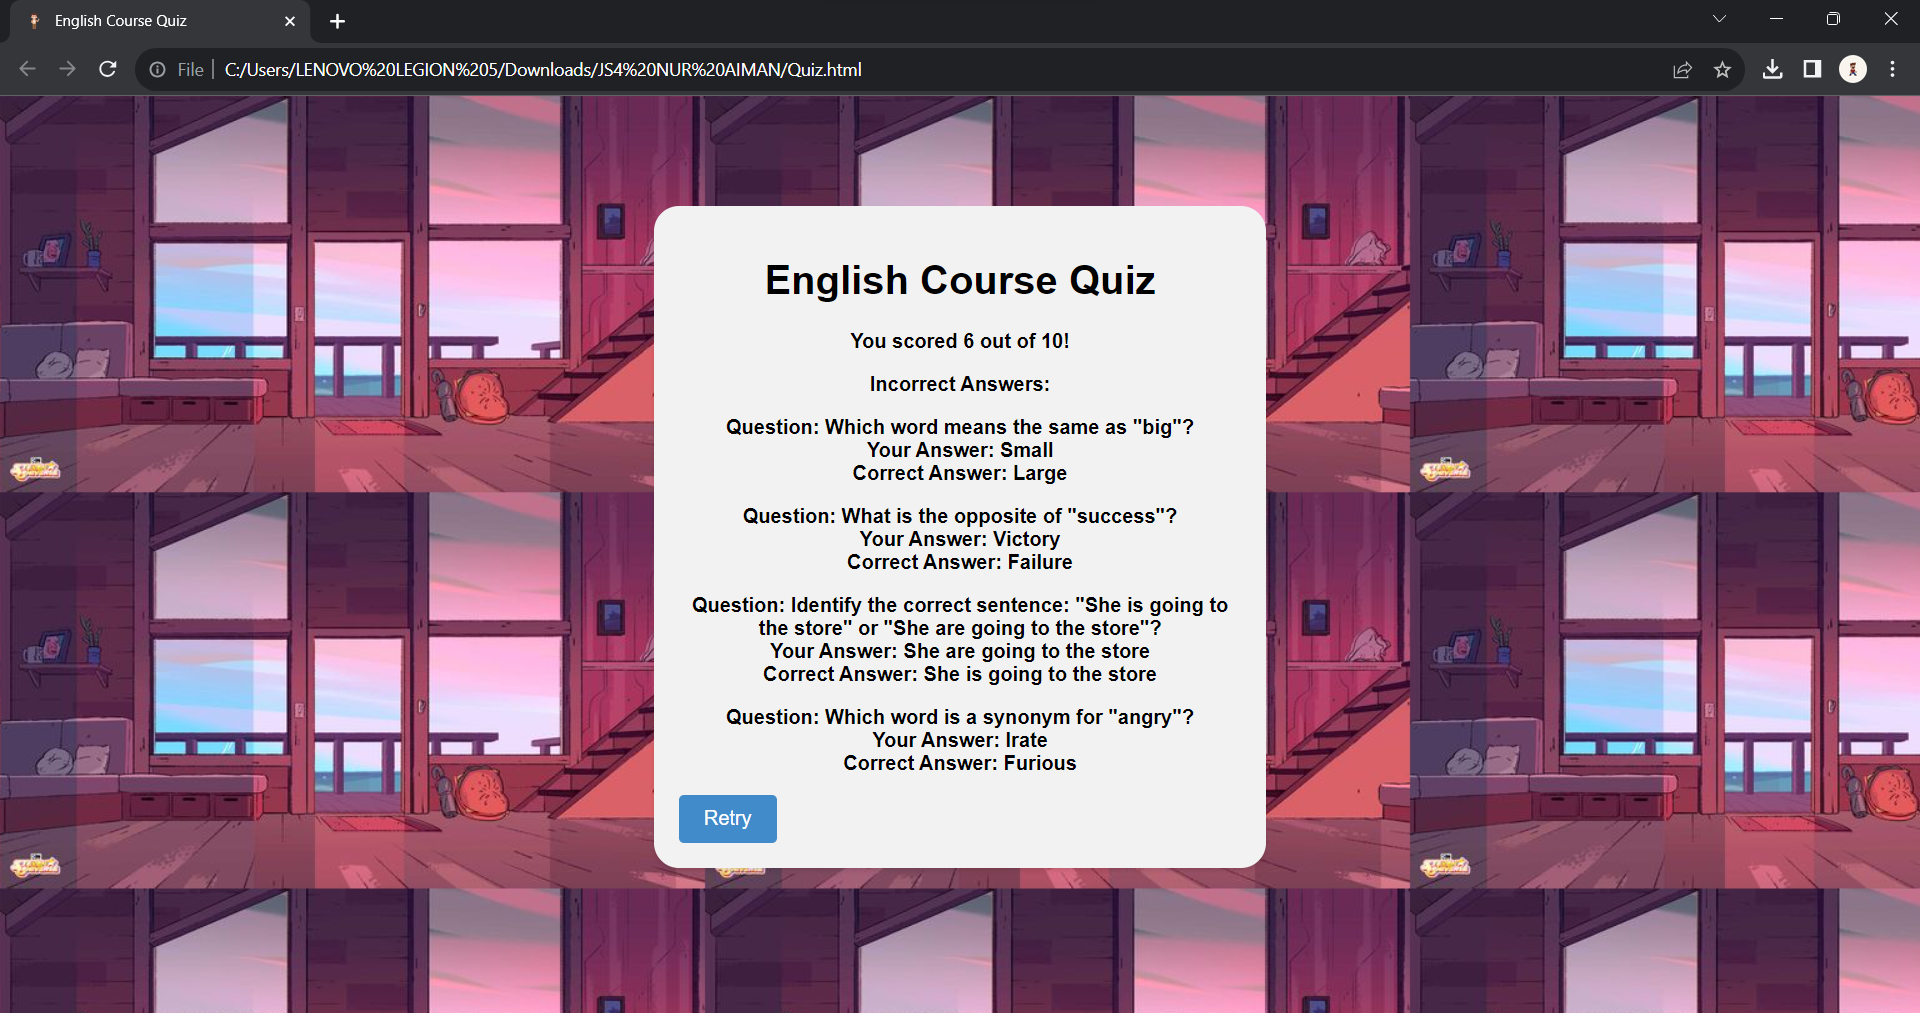 English Course Quiz
File
C:/Users/LENOVO%20LEGION%205/Downloads/JS4%20NUR%20AIMAN/Quiz.html
English Course Quiz
You scored 6 out of 10!
Incorrect Answers:
Question: Which word means the same as "big"?
Your Answer: Small
Correct Answer: Large
Question: What is the opposite of "success"?
Your Answer: Victory
Correct Answer: Failure
Question: Identify the correct sentence: "She is going to
the store" or "She are going to the store"?
Your Answer: She are going to the store
Correct Answer: She is going to the store
Question: Which word is a synonym for "angry"?
Your Answer: Irate
Correct Answer: Furious
Retry